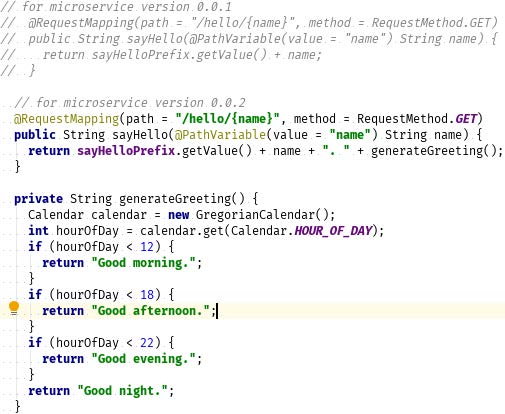 // for microservice version 0.0.1
//  @RequestMapping(path = "/hello/{name}", method = RequestMethod.GET)
//  public String sayHello(@PathVariable(value = "name") String name) {
//    return sayHelloPrefix.getValue() + name;
//  }

  // for microservice version 0.0.2
  @RequestMapping(path = "/hello/{name}", method = RequestMethod.GET)
  public String sayHello(@PathVariable(value = "name") String name) {
    return sayHelloPrefix.getValue() + name + ". " + generateGreeting();
  }

  private String generateGreeting() {
    Calendar calendar = new GregorianCalendar();
    int hourOfDay = calendar.get(Calendar.HOUR_OF_DAY);
    if (hourOfDay < 12) {
      return "Good morning.";
    }
    if (hourOfDay < 18) {
      return "Good afternoon.";
    }
    if (hourOfDay < 22) {
      return "Good evening.";
    }
    return "Good night.";
  }